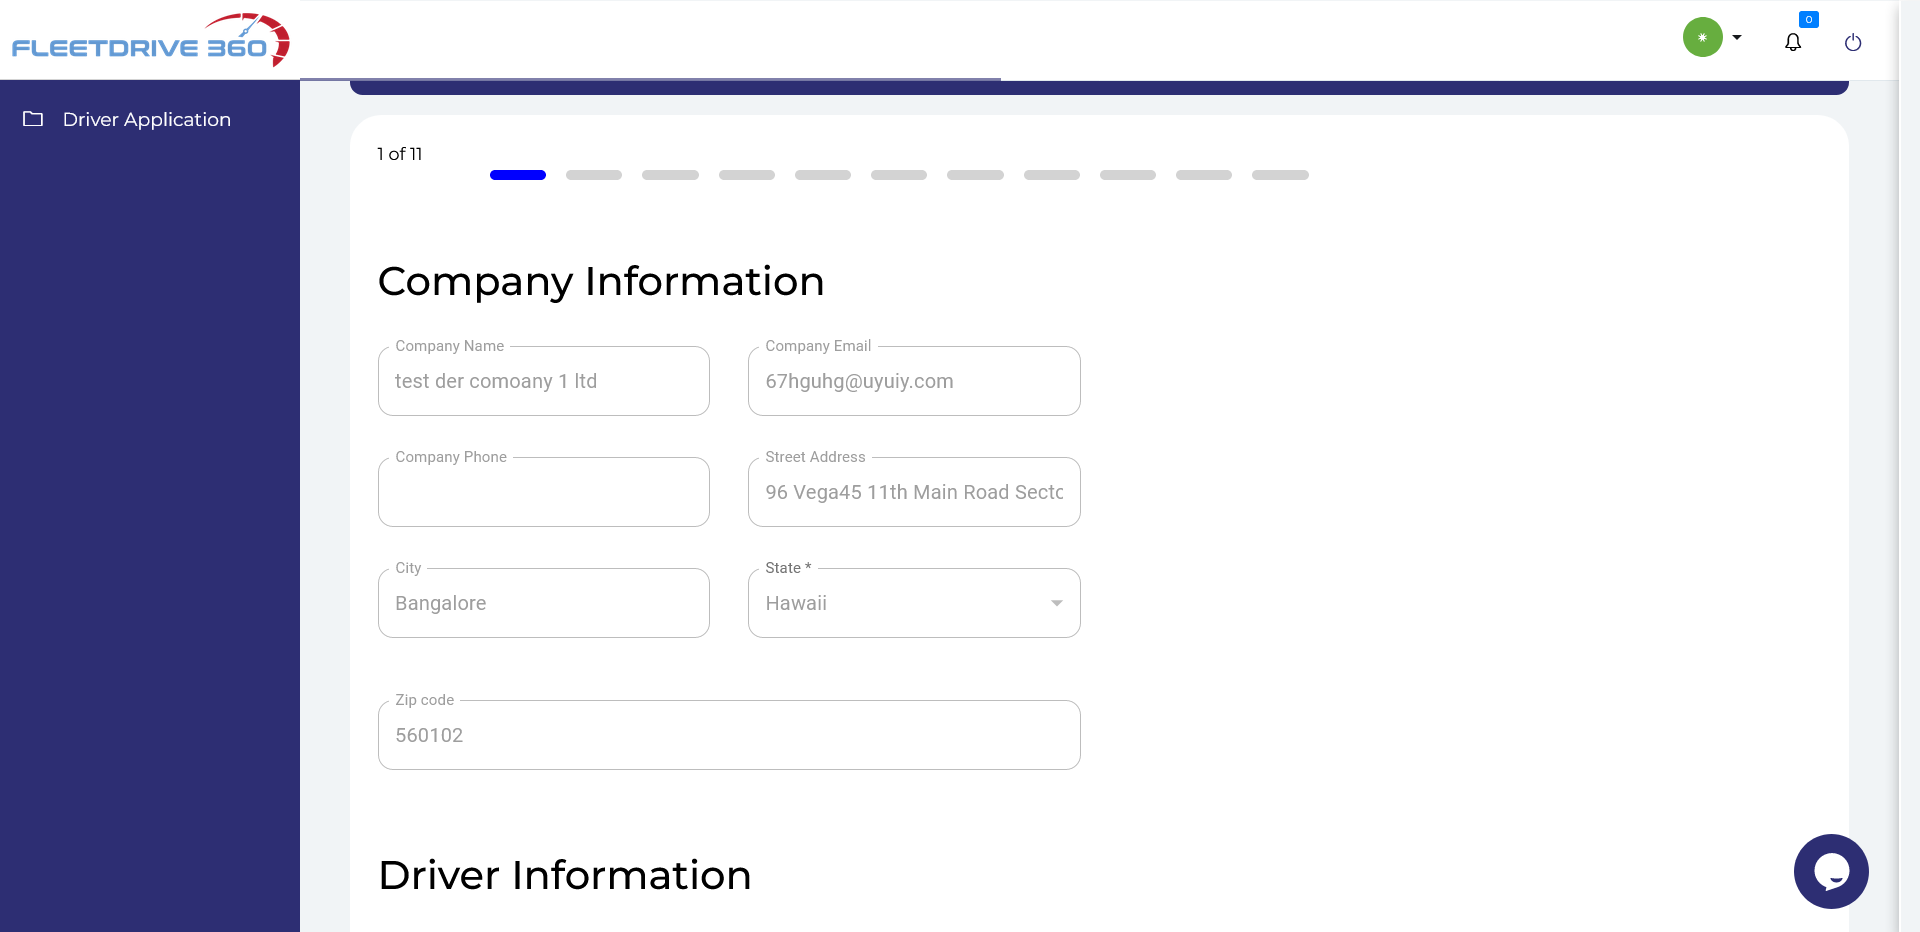 FLEETDRIVE 360
0
Driver Application
1 of 11
Company Information
Company Name
test der comoany 1 ltd
Company Email
67hguhg@uyuiy.com
Company Phone
Street Address
96 Vega45 11th Main Road Secto
City
Bangalore
State *
Hawaii
Zip code
560102
Driver Information